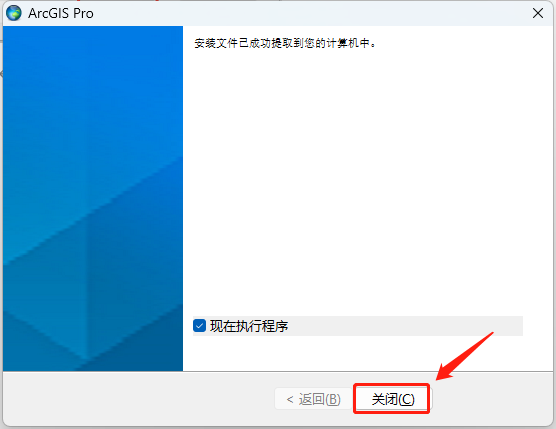 ArcGIS Pro
安装文件已成功提取到您的计算机中。
现在执行程序
< 返回(B)
关闭(C)